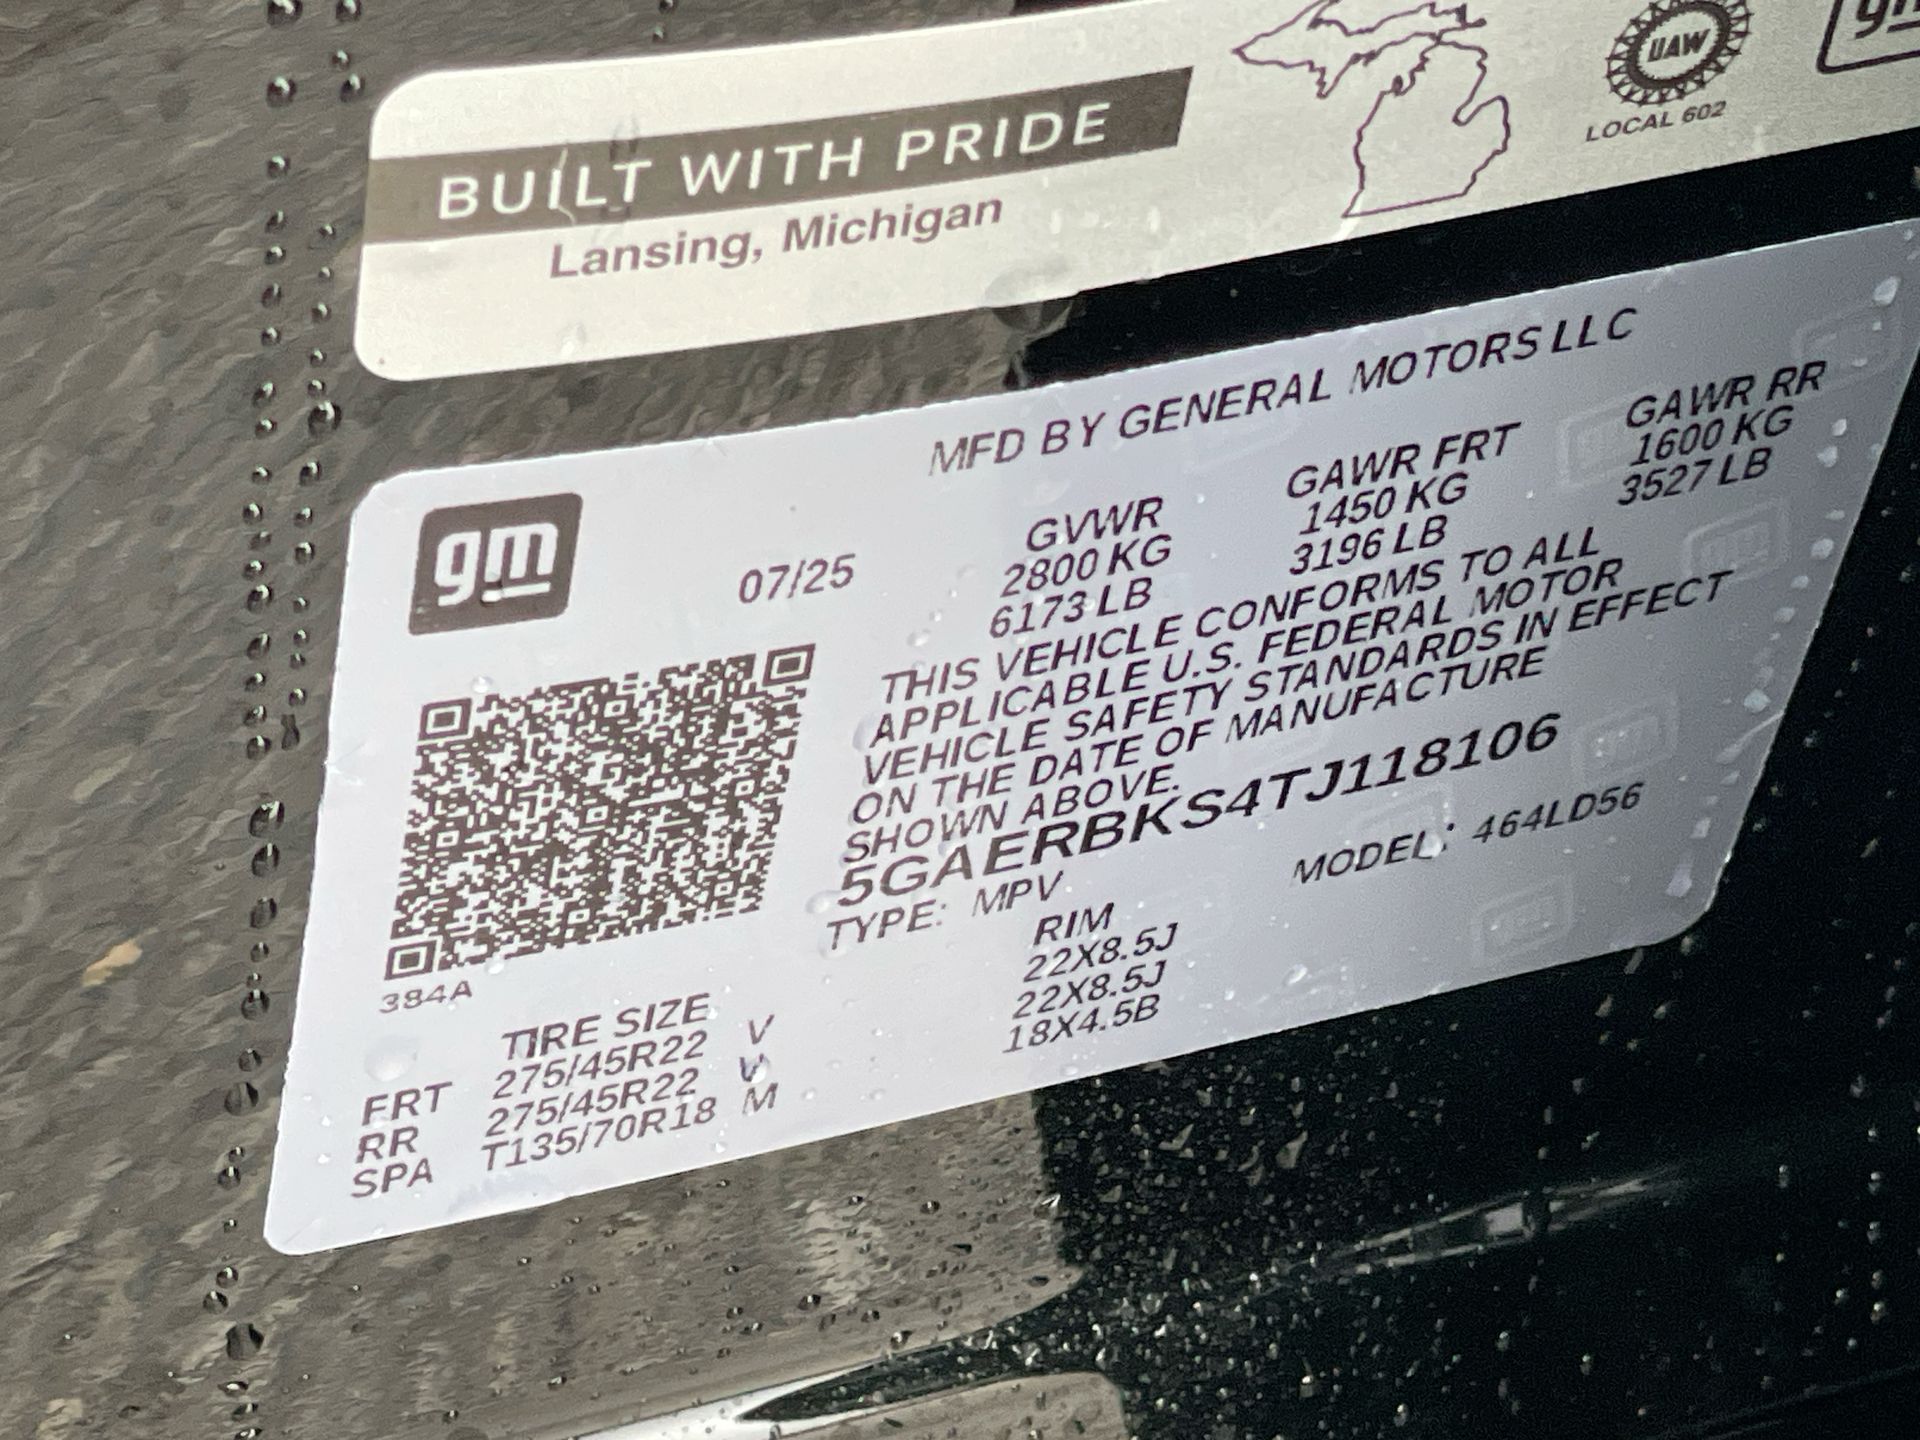 BUILT WITH PRIDE
Lansing, Michigan
UAW
LOCAL 602
gm
MFD BY GENERAL MOTORS LLC
gm
07/25
GVWR GAWR FRT GAWR RR
2800 KG 1450 KG 1600 KG
6173 LB 3196 LB 3527 LB
THIS VEHICLE CONFORMS TO ALL
APPLICABLE U.S. FEDERAL MOTOR
VEHICLE SAFETY STANDARDS IN EFFECT
ON THE DATE OF MANUFACTURE
SHOWN ABOVE.
5GAERBKS4TJ118106
TYPE: MPV MODEL: 464LD56
384A
TIRE SIZE RIM
FRT 275/45R22 V 22X8.5J
RR 275/45R22 V 22X8.5J
SPA T135/70R18 M 18X4.5B